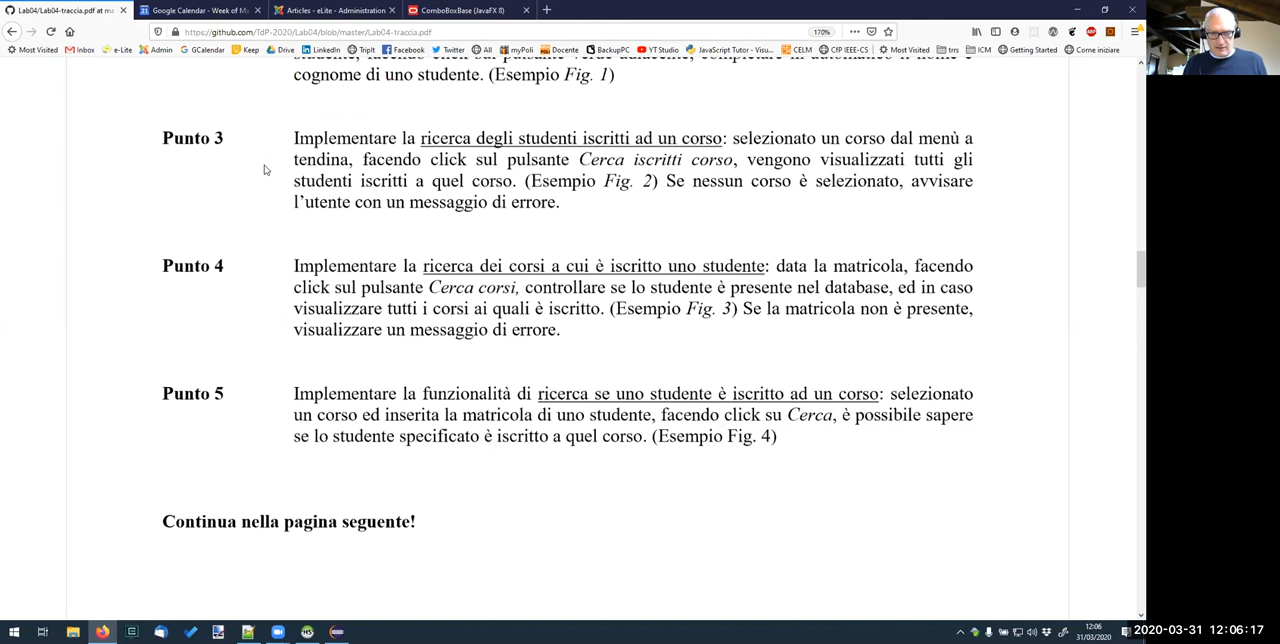 Lab04/Lab04-traccia.pdf at ma
Google Calendar - Week of M
Articles - eLite - Administration
ComboBoxBase (JavaFX 8)
https://github.com/TdP-2020/Lab04/blob/master/Lab04-traccia.pdf
170%
Most Visited Inbox e-Lite Admin GCalendar Keep Drive LinkedIn TripIt Facebook Twitter All myPoli Docente BackupPC YT Studio JavaScript Tutor - Visu... CELM CfP IEEE-CS Most Visited trrs ICM Getting Started Come iniziare
cognome di uno studente. (Esempio Fig. 1)
Punto 3 Implementare la ricerca degli studenti iscritti ad un corso: selezionato un corso dal menù a
tendina, facendo click sul pulsante Cerca iscritti corso, vengono visualizzati tutti gli
studenti iscritti a quel corso. (Esempio Fig. 2) Se nessun corso è selezionato, avvisare
l'utente con un messaggio di errore.
Punto 4 Implementare la ricerca dei corsi a cui è iscritto uno studente: data la matricola, facendo
click sul pulsante Cerca corsi, controllare se lo studente è presente nel database, ed in caso
visualizzare tutti i corsi ai quali è iscritto. (Esempio Fig. 3) Se la matricola non è presente,
visualizzare un messaggio di errore.
Punto 5 Implementare la funzionalità di ricerca se uno studente è iscritto ad un corso: selezionato
un corso ed inserita la matricola di uno studente, facendo click su Cerca, è possibile sapere
se lo studente specificato è iscritto a quel corso. (Esempio Fig. 4)
Continua nella pagina seguente!
12:06
31/03/2020
2020-03-31 12:06:17